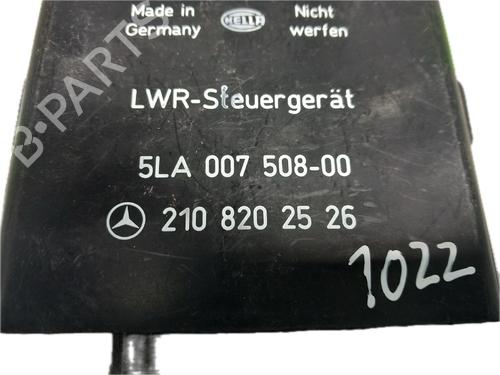 Made in Germany
HELLA
Nicht werfen
LWR-Steuergerät
5LA 007 508-00
210 820 25 26
1022
B-PARTS